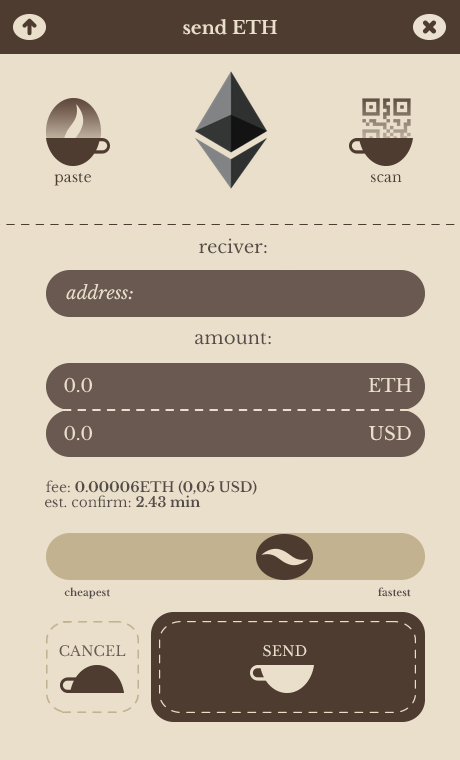 send ETH
paste
scan
reciver:
address:
amount:
0.0 ETH
0.0 USD
fee: 0.00006ETH (0,05 USD)
est. confirm: 2.43 min
cheapest fastest
CANCEL
SEND